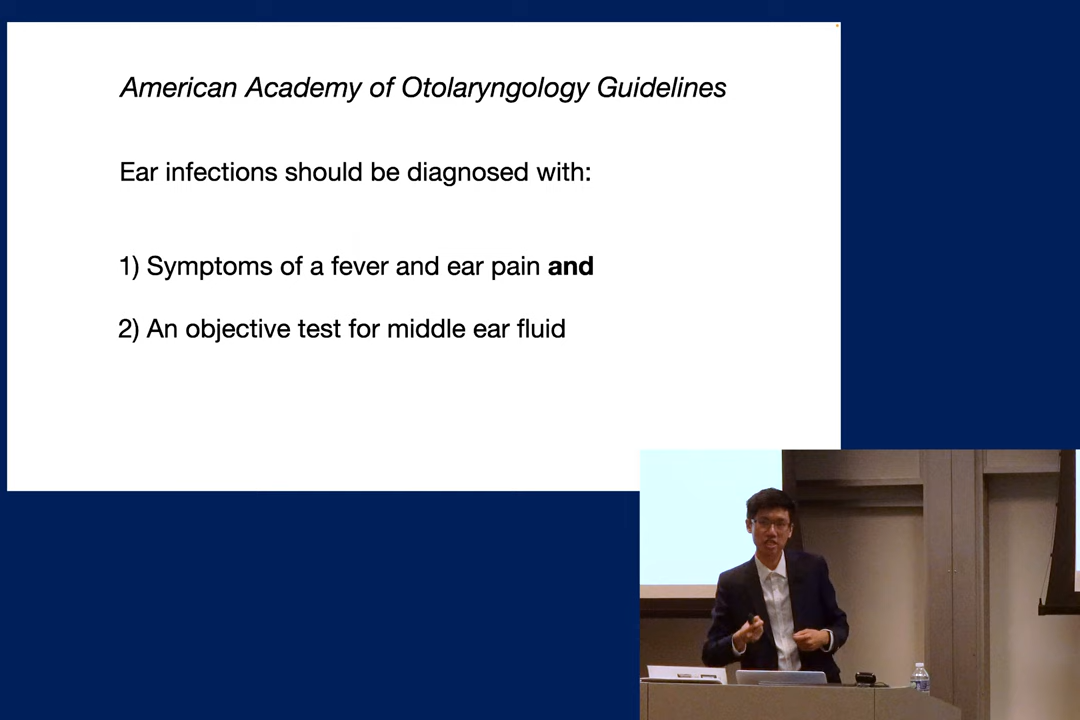 American Academy of Otolaryngology Guidelines
Ear infections should be diagnosed with:
1) Symptoms of a fever and ear pain and
2) An objective test for middle ear fluid